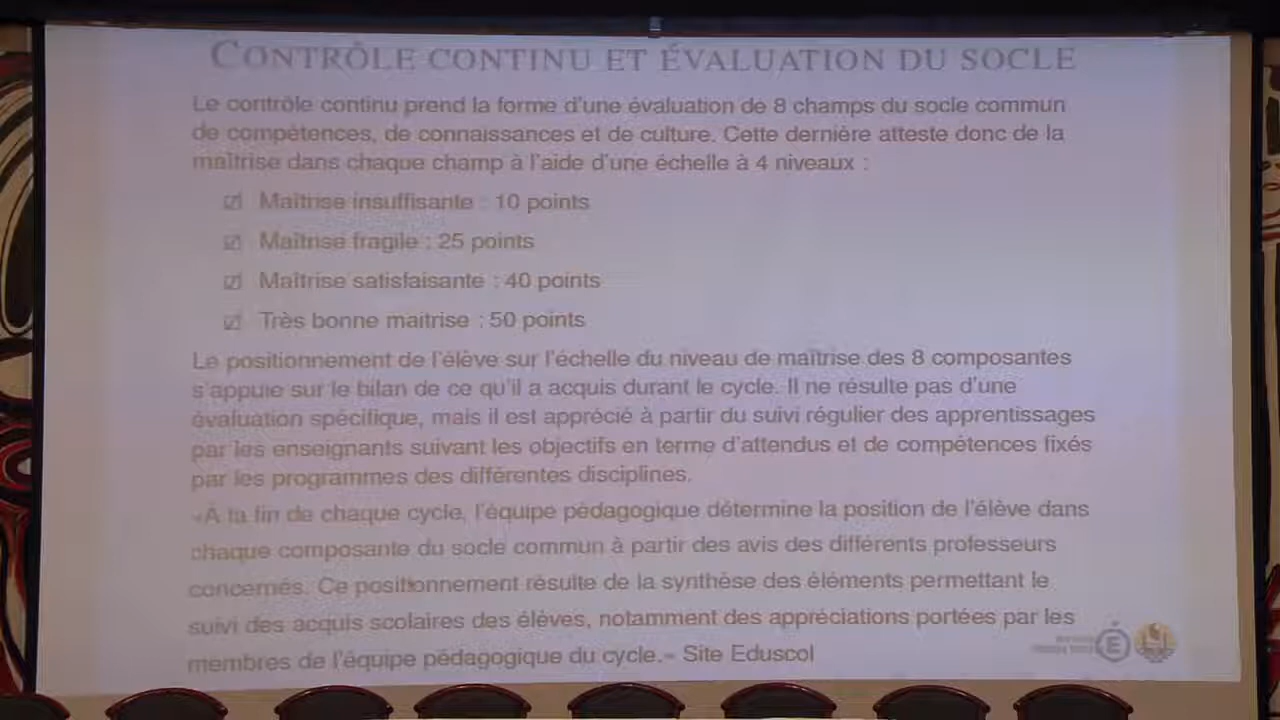 CONTRÔLE CONTINU ET ÉVALUATION DU SOCLE
Le contrôle continu prend la forme d'une évaluation de 8 champs du socle commun
de compétences, de connaissances et de culture. Cette dernière atteste donc de la
maîtrise dans chaque champ à l'aide d'une échelle à 4 niveaux :
Maîtrise insuffisante : 10 points
Maîtrise fragile : 25 points
Maîtrise satisfaisante : 40 points
Très bonne maitrise : 50 points
Le positionnement de l'élève sur l'échelle du niveau de maîtrise des 8 composantes
s'appuie sur le bilan de ce qu'il a acquis durant le cycle. Il ne résulte pas d'une
évaluation spécifique, mais il est apprécié à partir du suivi régulier des apprentissages
par les enseignants suivant les objectifs en terme d'attendus et de compétences fixés
par les programmes des différentes disciplines.
«A la fin de chaque cycle, l'équipe pédagogique détermine la position de l'élève dans
chaque composante du socle commun à partir des avis des différents professeurs
concernés. Ce positionnement résulte de la synthèse des éléments permettant le
suivi des acquis scolaires des élèves, notamment des appréciations portées par les
membres de l'équipe pédagogique du cycle.» Site Eduscol